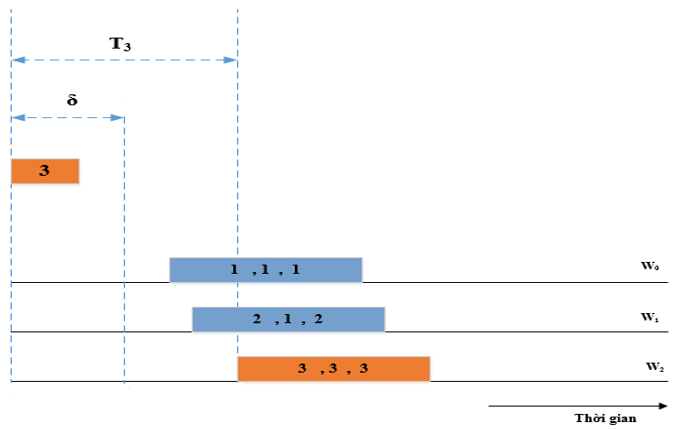 T₃
δ
3
1 , 1 , 1
W₀
2 , 1 , 2
W₁
3 , 3 , 3
W₂
Thời gian